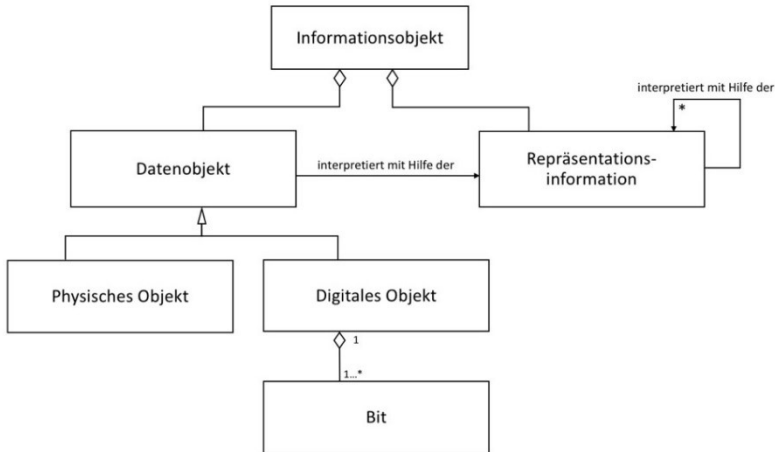 Informationsobjekt
interpretiert mit Hilfe der
*
Datenobjekt
interpretiert mit Hilfe der
Repräsentations-
information
Physisches Objekt
Digitales Objekt
1
1...*
Bit